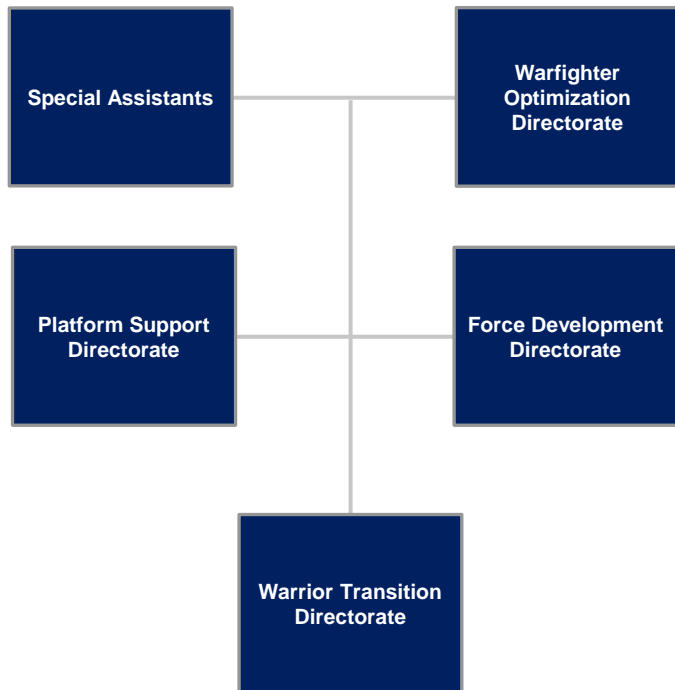 Special Assistants
Warfighter
Optimization
Directorate
Platform Support
Directorate
Force Development
Directorate
Warrior Transition
Directorate